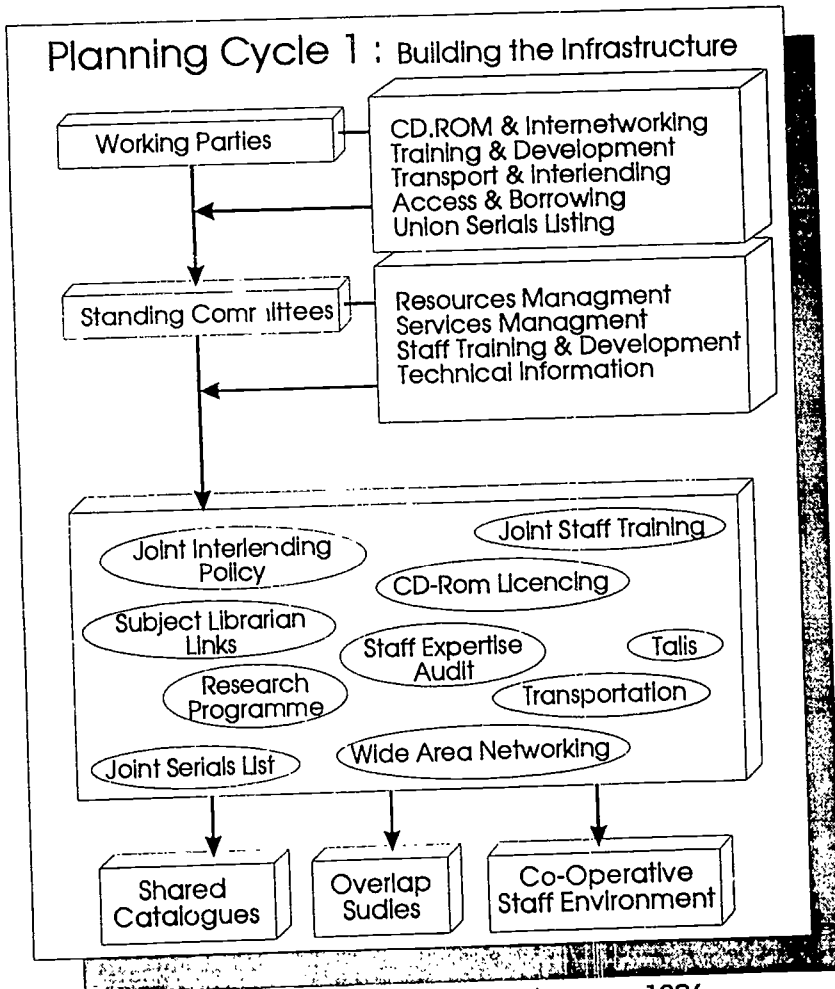 Planning Cycle 1 : Building the Infrastructure
Working Parties
CD.ROM & Internetworking
Training & Development
Transport & Interlending
Access & Borrowing
Union Serials Listing
Standing Committees
Resources Managment
Services Managment
Staff Training & Development
Technical Information
Joint Interlending
Policy
Joint Staff Training
CD-Rom Licencing
Subject Librarian
Links
Staff Expertise
Audit
Talis
Research
Programme
Transportation
Joint Serials List
Wide Area Networking
Shared
Catalogues
Overlap
Sudies
Co-Operative
Staff Environment